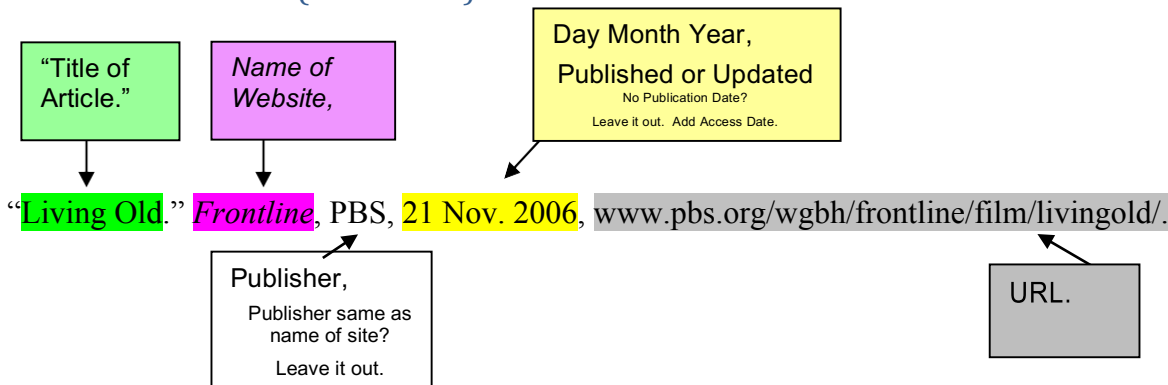 “Title of
Article.”
Name of
Website,
Day Month Year,
Published or Updated
No Publication Date?
Leave it out. Add Access Date.
“Living Old.” Frontline, PBS, 21 Nov. 2006, www.pbs.org/wgbh/frontline/film/livingold/.
Publisher,
Publisher same as
name of site?
Leave it out.
URL.